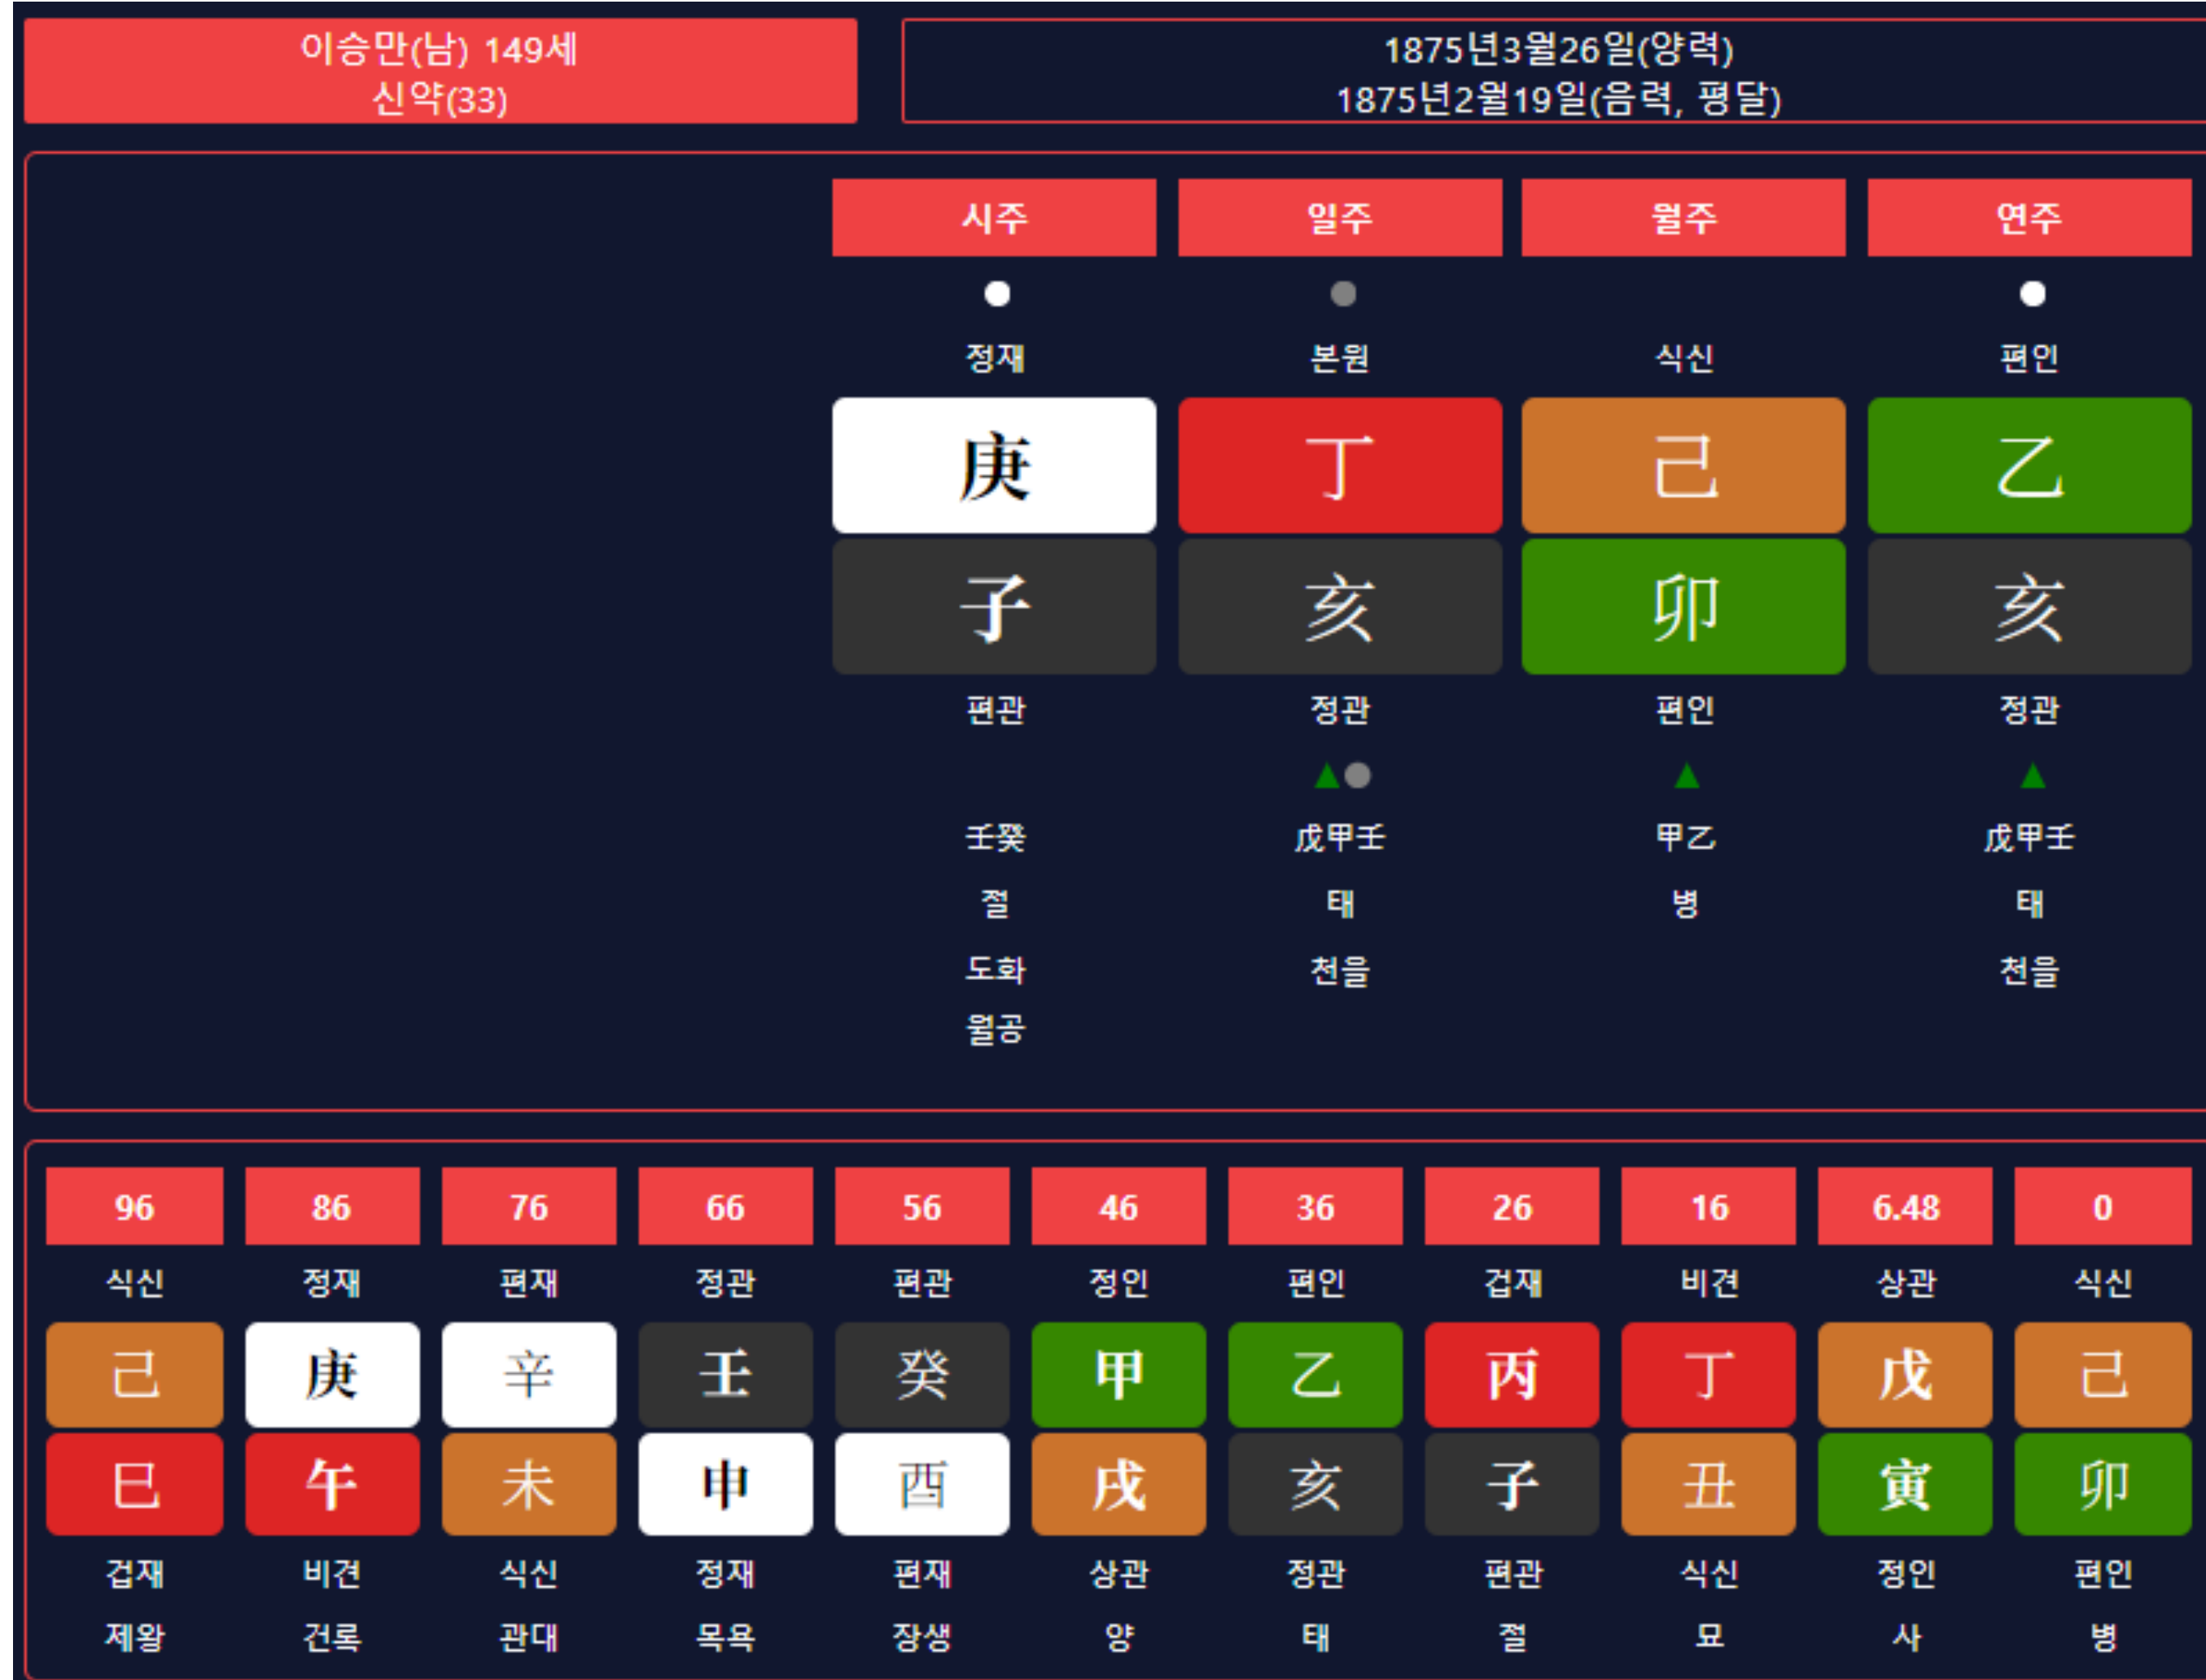 이승만(남) 149세
신약(33)
1875년3월26일(양력)
1875년2월19일(음력, 평달)
시주 일주 월주 연주
정재 본원 식신 편인
庚 丁 己 乙
子 亥 卯 亥
편관 정관 편인 정관
壬癸 戊甲壬 甲乙 戊甲壬
절 태 병 태
도화 천을 천을
월공
96 86 76 66 56 46 36 26 16 6.48 0
식신 정재 편재 정관 편관 정인 편인 겁재 비견 상관 식신
己 庚 辛 壬 癸 甲 乙 丙 丁 戊 己
巳 午 未 申 酉 戌 亥 子 丑 寅 卯
겁재 비견 식신 정재 편재 상관 정관 편관 식신 정인 편인
제왕 건록 관대 목욕 장생 양 태 절 묘 사 병